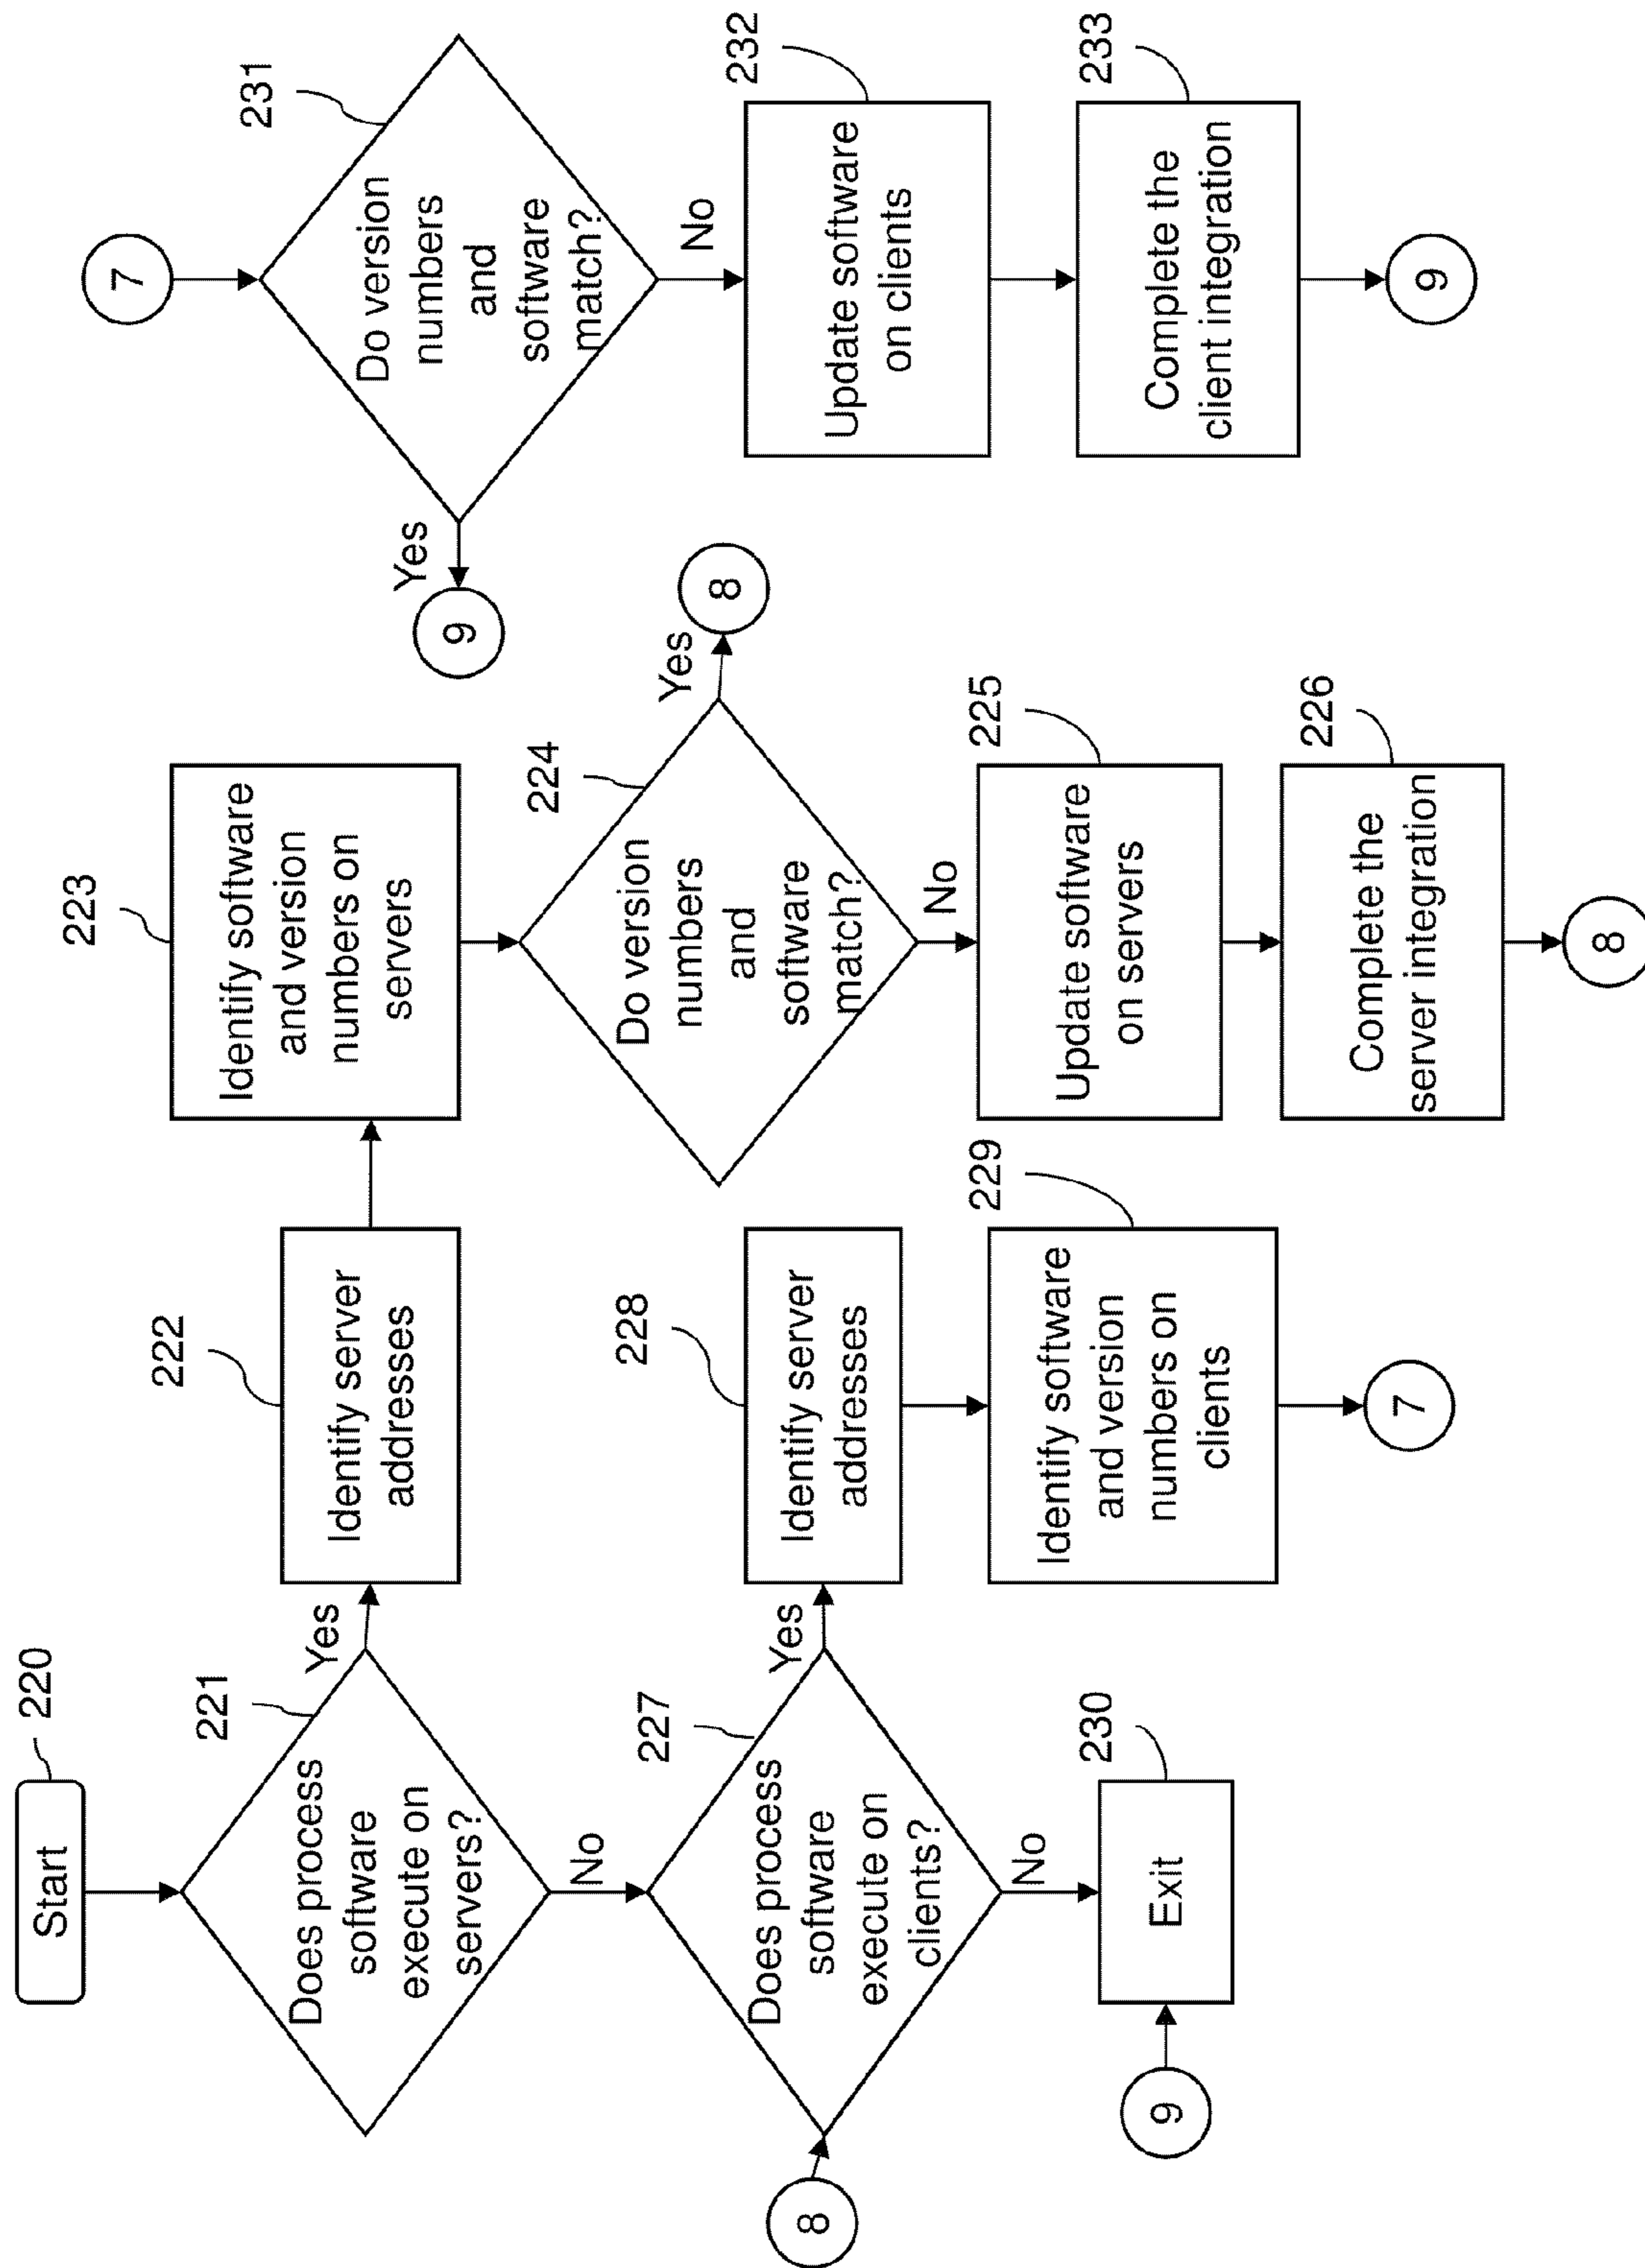 220
Start
221
Does process
software
execute on
servers?
Yes
No
222
Identify server
addresses
223
Identify software
and version
numbers on
servers
224
Do version
numbers
and
software
match?
Yes
8
No
225
Update software
on servers
226
Complete the
server integration
8
8
227
Does process
software
execute on
clients?
Yes
No
228
Identify server
addresses
229
Identify software
and version
numbers on
clients
7
230
Exit
9
7
231
Do version
numbers
and
software
match?
Yes
9
No
232
Update software
on clients
233
Complete the
client integration
9